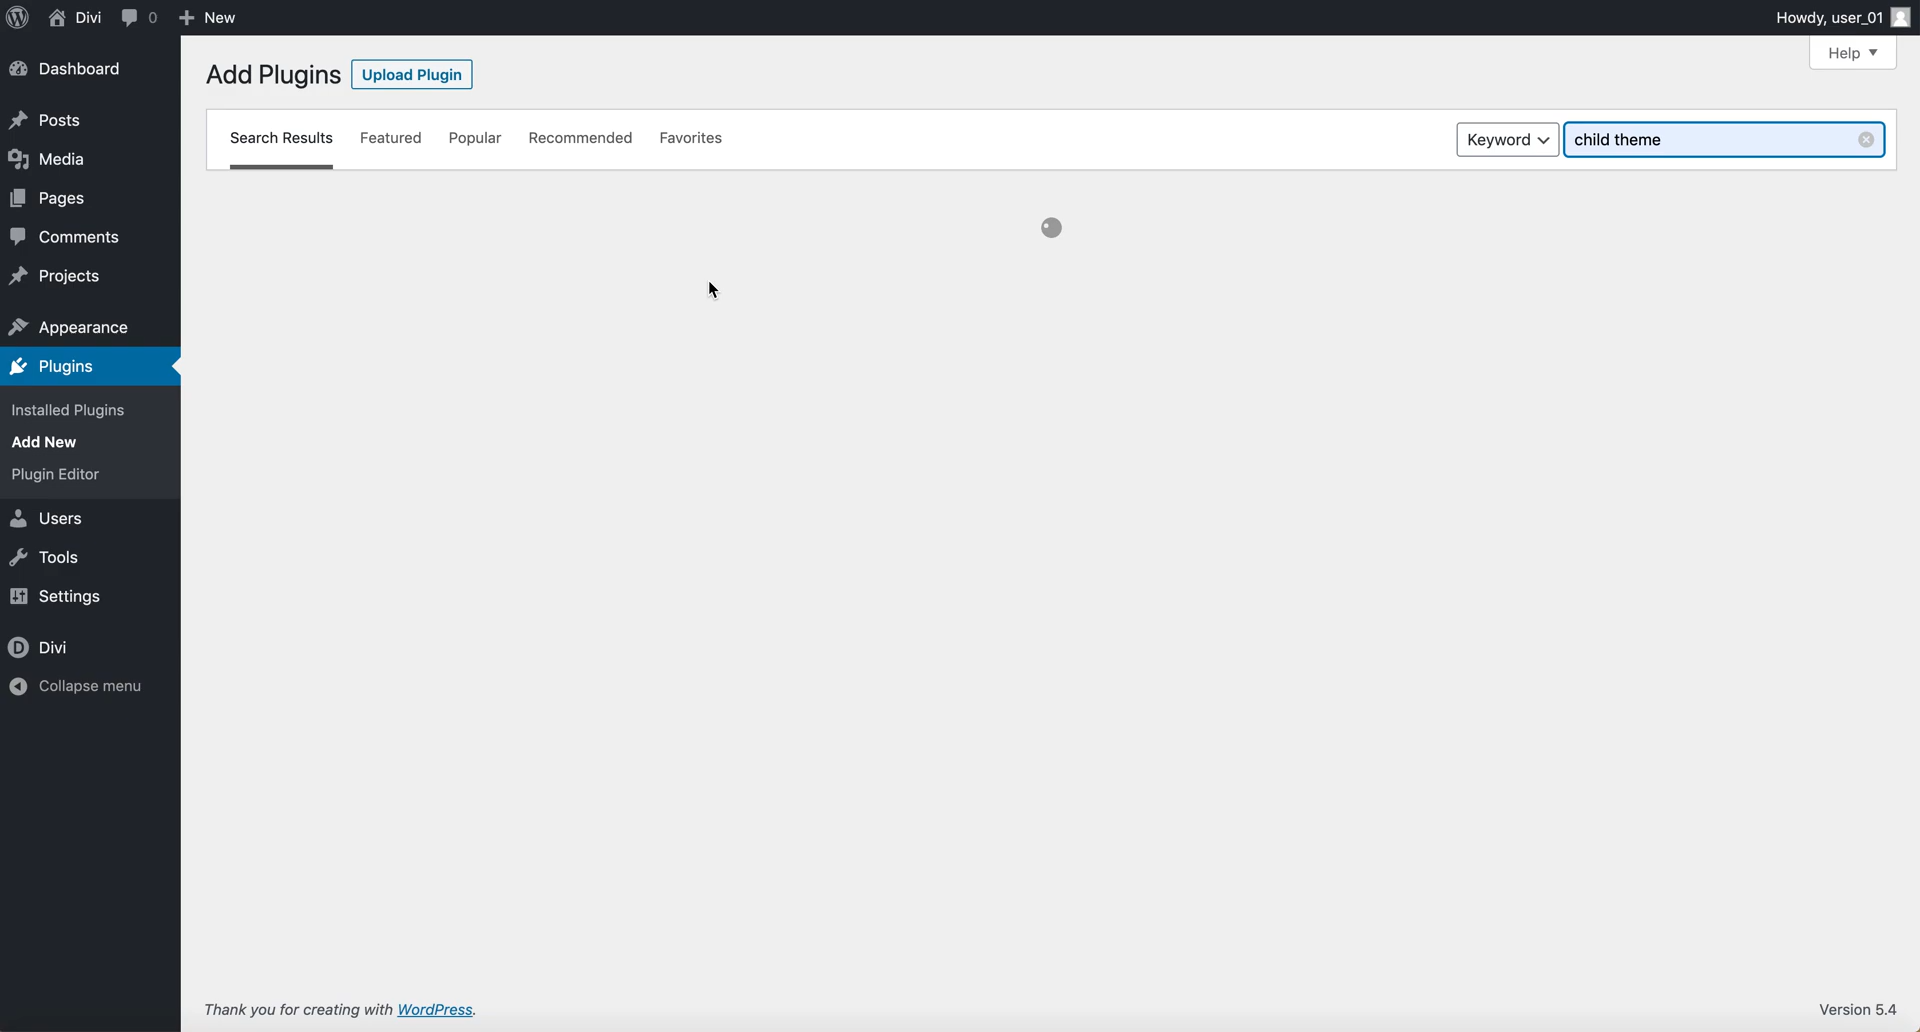 Divi 0 New Howdy, user_01
Help
Dashboard
Posts
Media
Pages
Comments
Projects
Appearance
Plugins
Installed Plugins
Add New
Plugin Editor
Users
Tools
Settings
Divi
Collapse menu
Add Plugins Upload Plugin
Search Results Featured Popular Recommended Favorites Keyword child theme
Thank you for creating with WordPress. Version 5.4